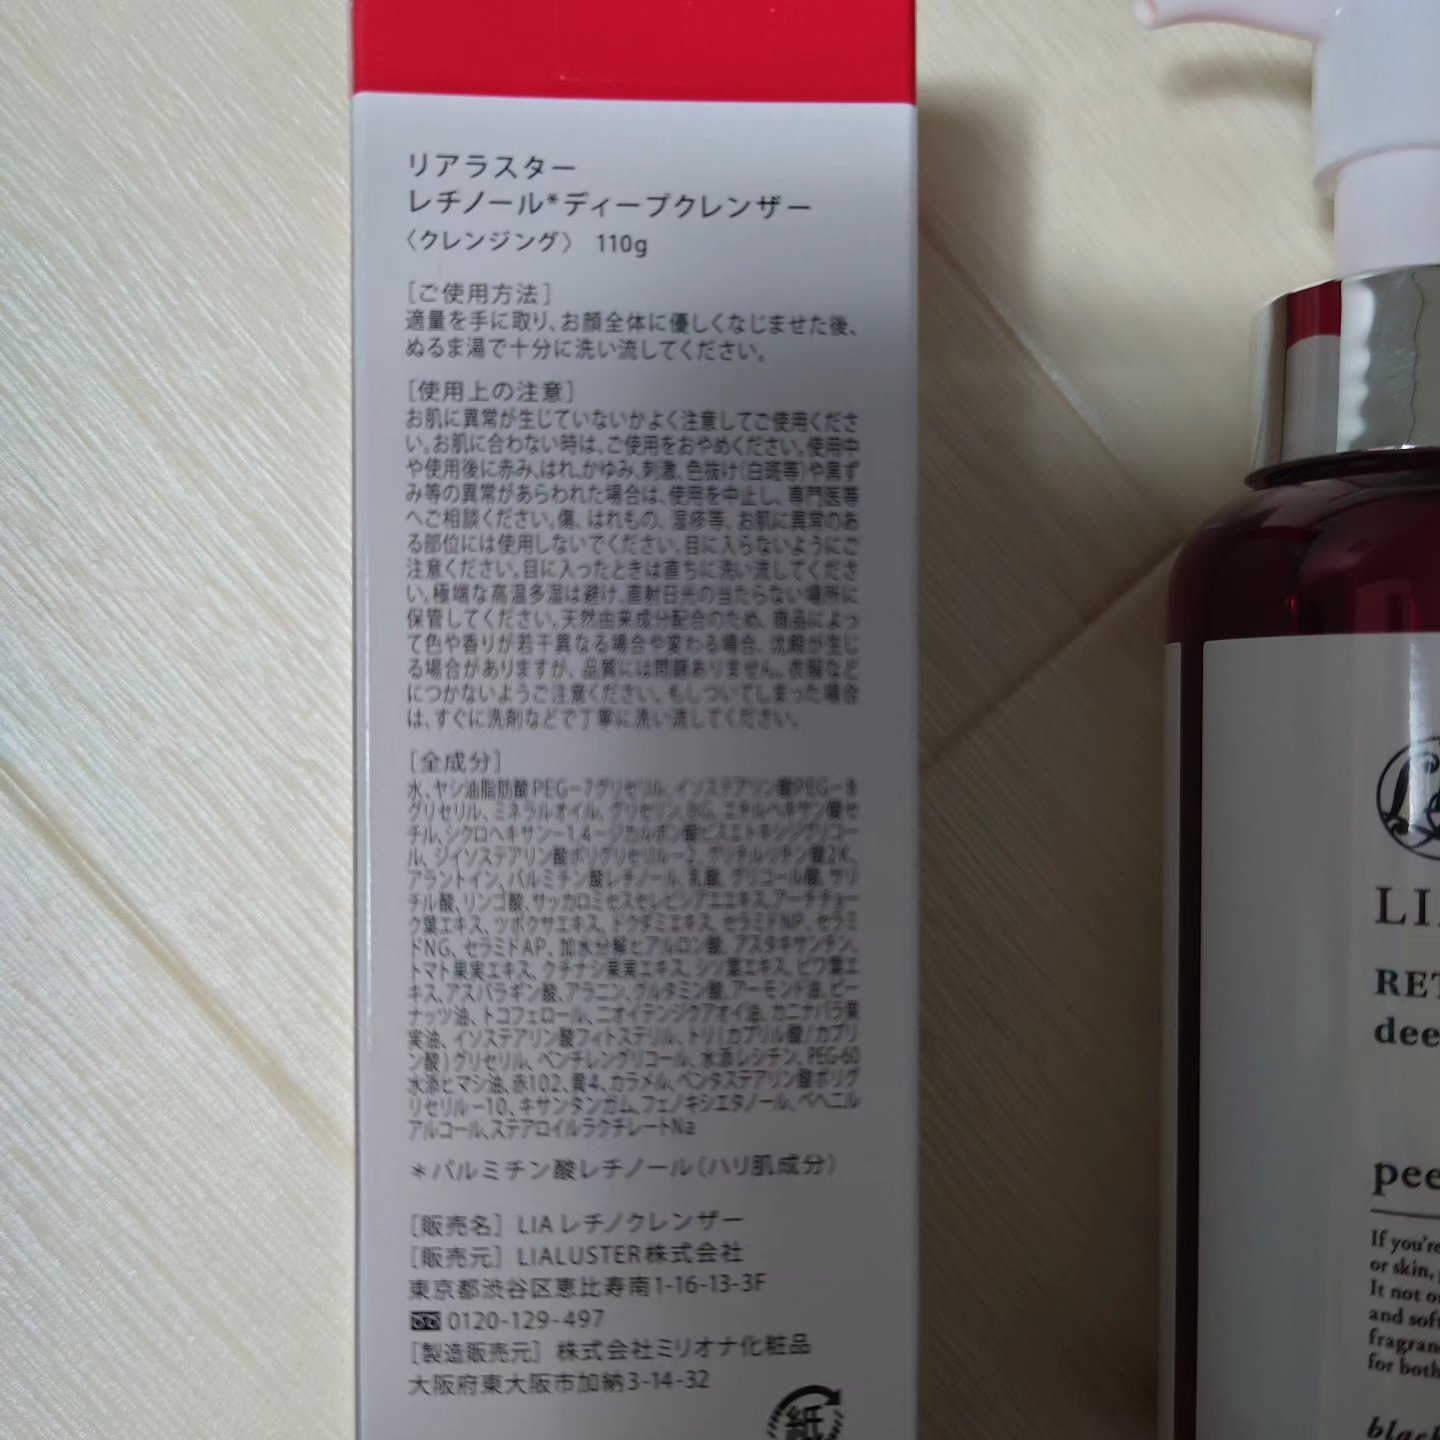 リアラスター
レチノール*ディープクレンザー
〈クレンジング〉 110g
［ご使用方法］
適量を手に取り、お顔全体に優しくなじませた後、
ぬるま湯で十分に洗い流してください。
［使用上の注意］
お肌に異常が生じていないかよく注意してご使用くださ
い。お肌に合わない時は、ご使用をおやめください。使用中
や使用後に赤み、はれ、かゆみ、刺激、色抜け(白斑等)や黒ず
み等の異常があらわれた場合は、使用を中止し、専門医等
へご相談ください。傷、はれもの、湿疹等、お肌に異常のあ
る部位には使用しないでください。目に入らないようにご
注意ください。目に入ったときは直ちに洗い流してくださ
い。極端な高温多湿は避け、直射日光の当たらない場所に
保管してください。天然由来成分配合のため、商品によっ
て色や香りが若干異なる場合や変わる場合、沈殿が生じ
る場合がありますが、品質には問題ありません。衣服など
につかないようご注意ください。もしついてしまった場合
は、すぐに洗剤などで丁寧に洗い流してください。
［全成分］
水、ヤシ油脂肪酸PEG-7グリセリル、イソステアリン酸PEG-8
グリセリル、ミネラルオイル、グリセリン、BG、エチルヘキサン酸セ
チル、シクロヘキサン-1,4-ジカルボン酸ビスエトキシジグリコー
ル、ジイソステアリン酸ポリグリセリル-2、グリチルリチン酸2K、
アラントイン、パルミチン酸レチノール、乳酸、グリコール酸、サリ
チル酸、リンゴ酸、サッカロミセスセレビシアエエキス、アーチチョー
ク葉エキス、ツボクサエキス、ドクダミエキス、セラミドNP、セラミ
ドNG、セラミドAP、加水分解ヒアルロン酸、アスタキサンチン、
トマト果実エキス、クチナシ果実エキス、シソ葉エキス、ビワ葉エ
キス、アスパラギン酸、アラニン、グルタミン酸、アーモンド油、ピー
ナッツ油、トコフェロール、ニオイテンジクアオイ油、カニナバラ果
実油、イソステアリン酸フィトステリル、トリ(カプリル酸/カプリ
ン酸)グリセリル、ペンチレングリコール、水添レシチン、PEG-60
水添ヒマシ油、赤102、黄4、カラメル、ペンタステアリン酸ポリグ
リセリル-10、キサンタンガム、フェノキシエタノール、ベヘニル
アルコール、ステアロイルラクチレートNa
*パルミチン酸レチノール(ハリ肌成分)
［販売名］ LIAレチノクレンザー
［販売元］ LIALUSTER株式会社
東京都渋谷区恵比寿南1-16-13-3F
0120-129-497
［製造販売元］ 株式会社ミリオナ化粧品
大阪府東大阪市加納3-14-32
紙
LI
RET
dee
pee
If you're
or skin,
It not o
and soft
fragran
for both
black